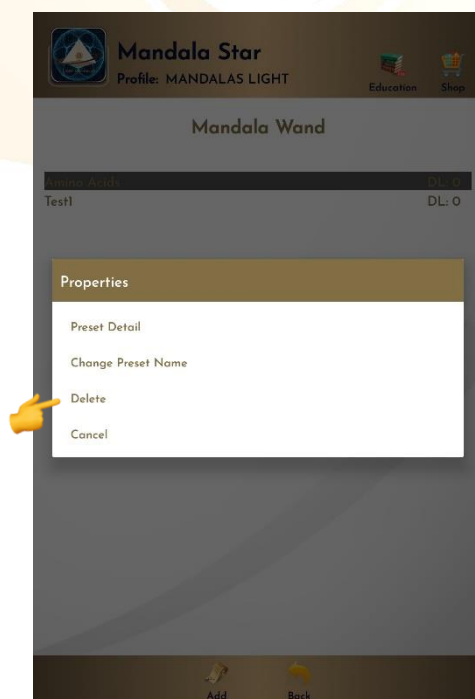 Mandala Star
Profile: MANDALAS LIGHT
Education
Shop
Mandala Wand
Amino Acids DL: 0
Test1 DL: 0
Properties
Preset Detail
Change Preset Name
Delete
Cancel
Add Back